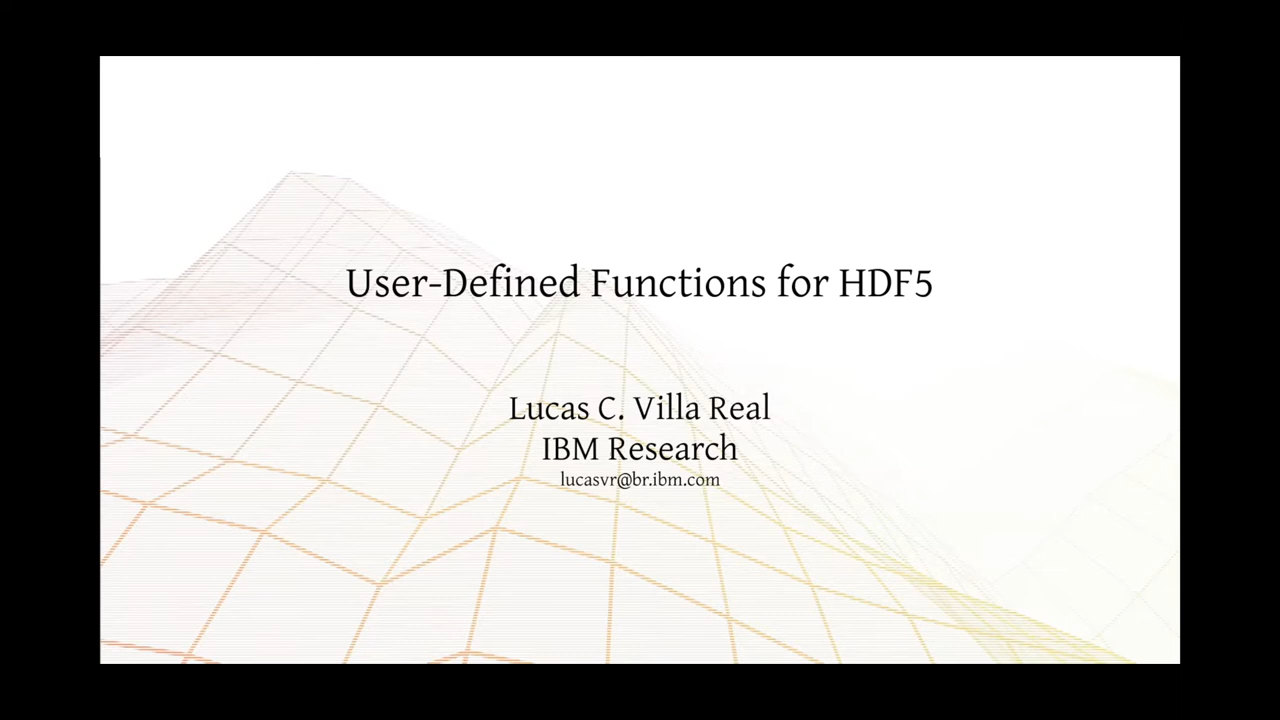 User-Defined Functions for HDF5
Lucas C. Villa Real
IBM Research
lucasvr@br.ibm.com